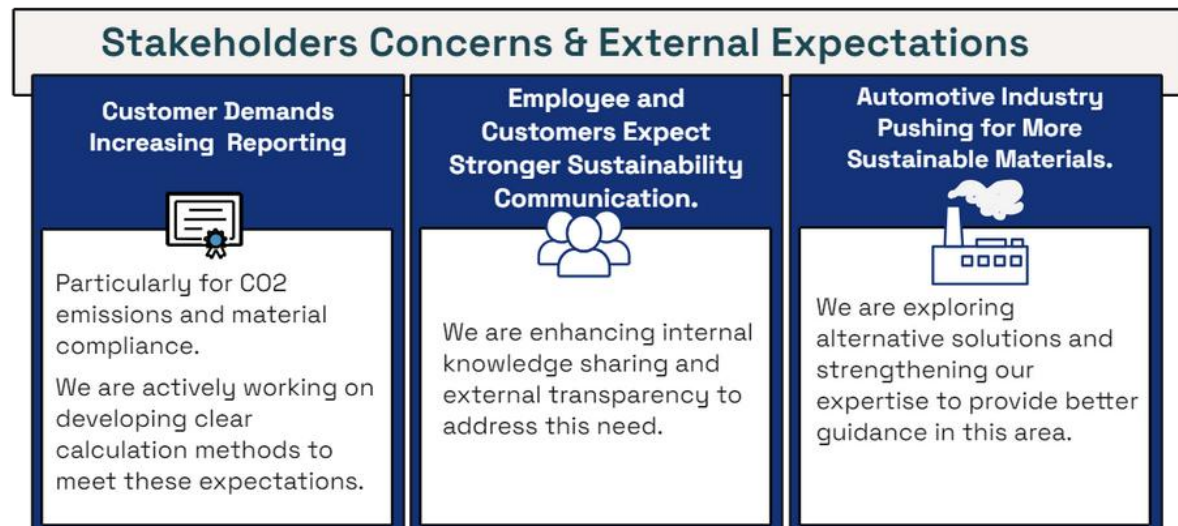 Stakeholders Concerns & External Expectations
Customer Demands
Increasing Reporting
Particularly for CO2
emissions and material
compliance.
We are actively working on
developing clear
calculation methods to
meet these expectations.
Employee and
Customers Expect
Stronger Sustainability
Communication.
We are enhancing internal
knowledge sharing and
external transparency to
address this need.
Automotive Industry
Pushing for More
Sustainable Materials.
We are exploring
alternative solutions and
strengthening our
expertise to provide better
guidance in this area.